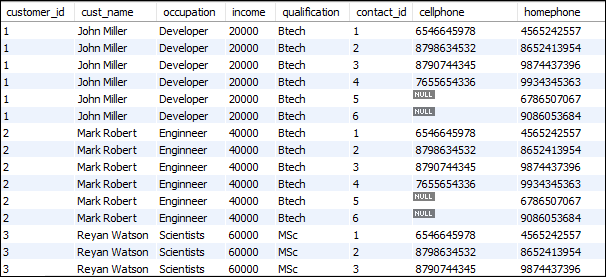 customer_id cust_name occupation income qualification contact_id cellphone homephone
1 John Miller Developer 20000 Btech 1 6546645978 4565242557
1 John Miller Developer 20000 Btech 2 8798634532 8652413954
1 John Miller Developer 20000 Btech 3 8790744345 9874437396
1 John Miller Developer 20000 Btech 4 7655654336 9934345363
1 John Miller Developer 20000 Btech 5 NULL 6786507067
1 John Miller Developer 20000 Btech 6 NULL 9086053684
2 Mark Robert Enginneer 40000 Btech 1 6546645978 4565242557
2 Mark Robert Enginneer 40000 Btech 2 8798634532 8652413954
2 Mark Robert Enginneer 40000 Btech 3 8790744345 9874437396
2 Mark Robert Enginneer 40000 Btech 4 7655654336 9934345363
2 Mark Robert Enginneer 40000 Btech 5 NULL 6786507067
2 Mark Robert Enginneer 40000 Btech 6 NULL 9086053684
3 Reyan Watson Scientists 60000 MSc 1 6546645978 4565242557
3 Reyan Watson Scientists 60000 MSc 2 8798634532 8652413954
3 Reyan Watson Scientists 60000 MSc 3 8790744345 9874437396